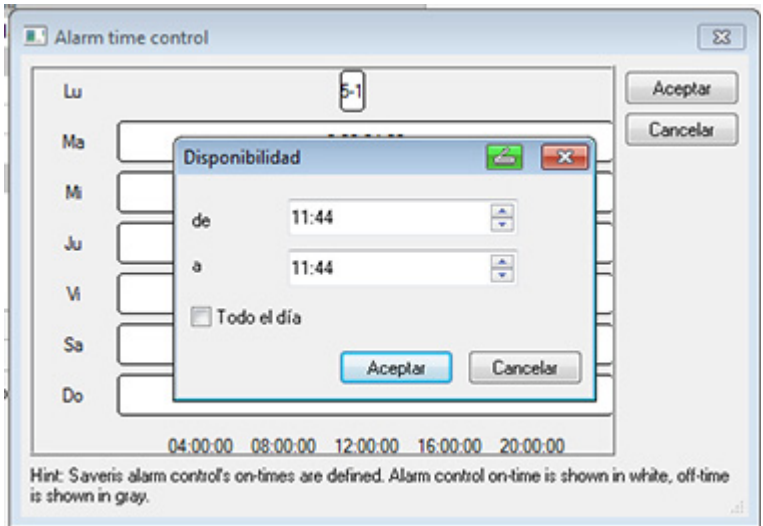 Alarm time control
Aceptar
Cancelar
Lu
5-1
Ma
Mi
Ju
Vi
Sa
Do
Disponibilidad
de 11:44
a 11:44
Todo el día
Aceptar Cancelar
04:00:00 08:00:00 12:00:00 16:00:00 20:00:00
Hint: Saveris alarm control's on-times are defined. Alarm control on-time is shown in white, off-time
is shown in gray.